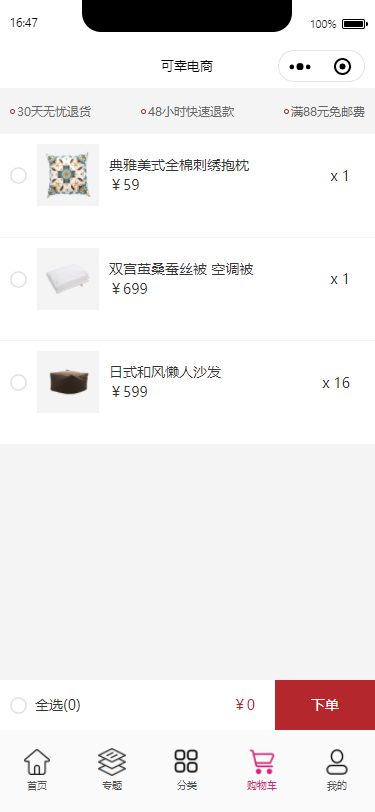 16:47
100%
可幸电商
30天无忧退货
48小时快速退款
满88元免邮费
典雅美式全棉刺绣抱枕
￥59
x 1
双宫茧桑蚕丝被 空调被
￥699
x 1
日式和风懒人沙发
￥599
x 16
全选(0)
￥0
下单
首页
专题
分类
购物车
我的